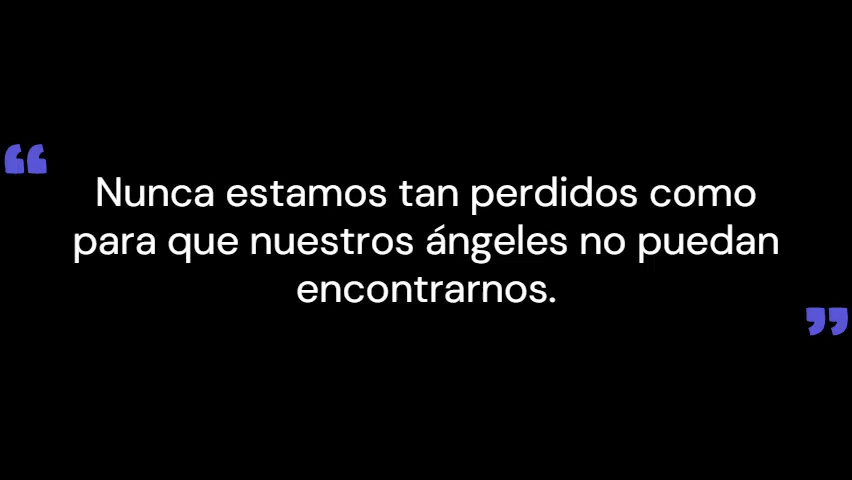 “
Nunca estamos tan perdidos como
para que nuestros ángeles no puedan
encontrarnos.
”